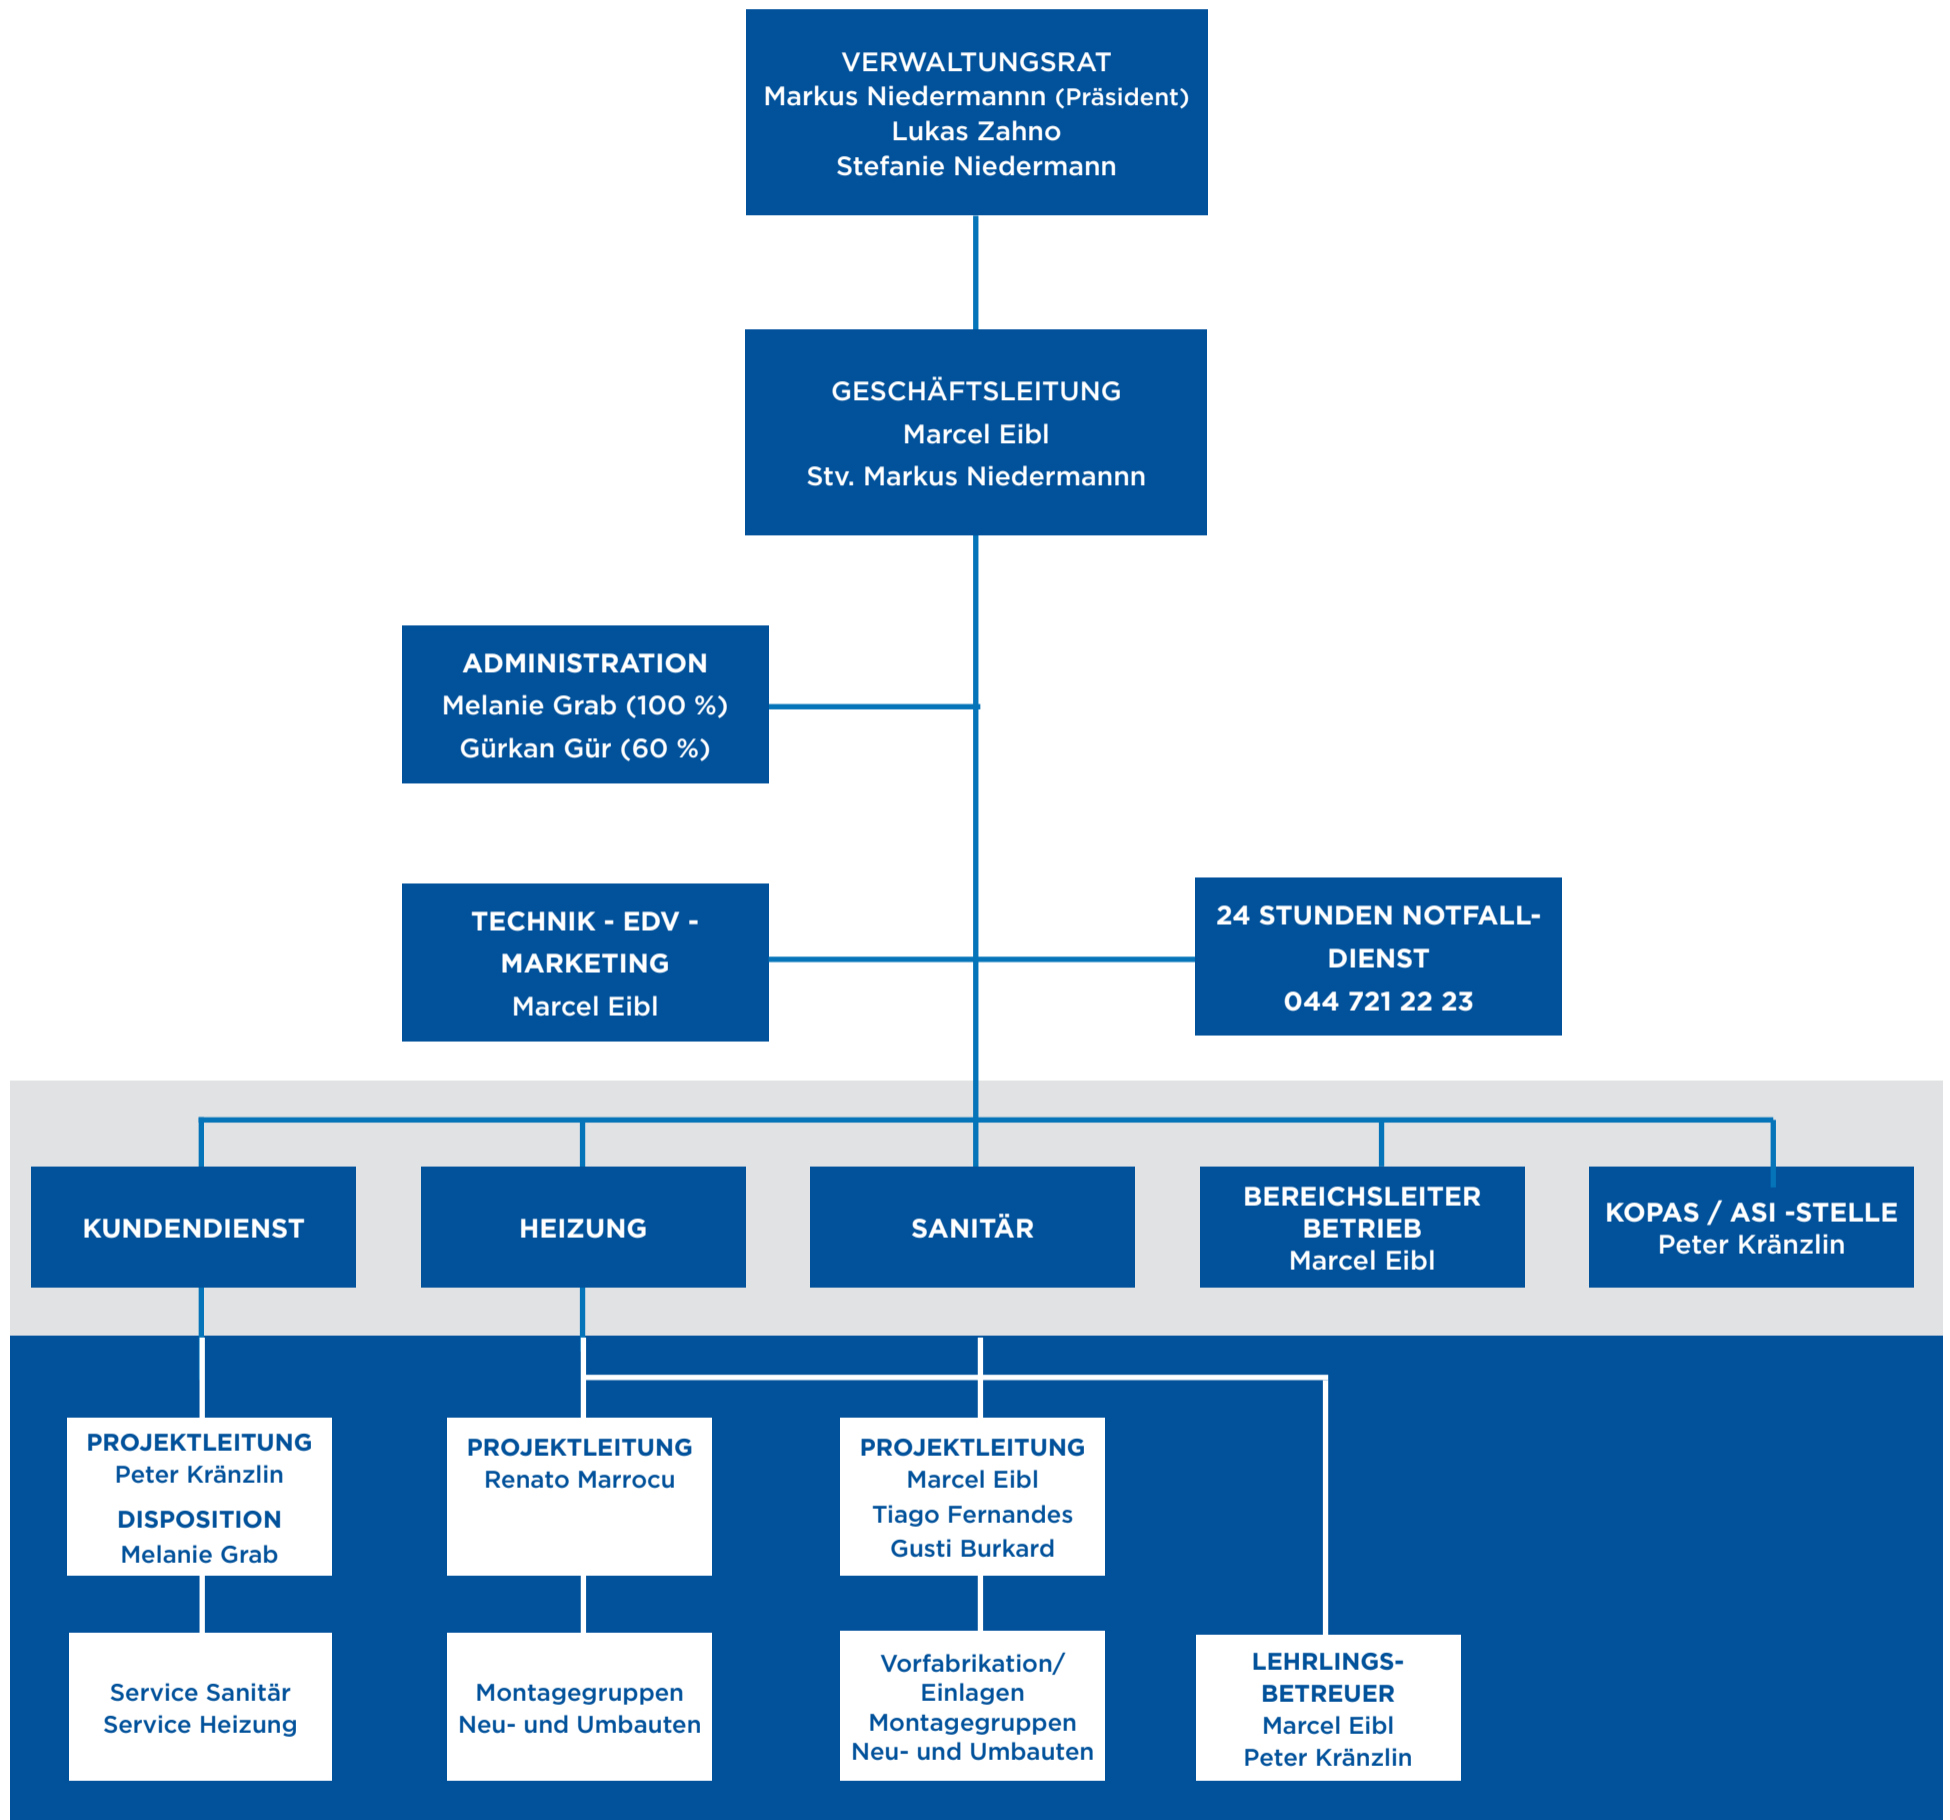 VERWALTUNGSRAT
Markus Niedermannn (Präsident)
Lukas Zahno
Stefanie Niedermann
GESCHÄFTSLEITUNG
Marcel Eibl
Stv. Markus Niedermannn
ADMINISTRATION
Melanie Grab (100 %)
Gürkan Gür (60 %)
TECHNIK - EDV -
MARKETING
Marcel Eibl
24 STUNDEN NOTFALL-
DIENST
044 721 22 23
KUNDENDIENST
HEIZUNG
SANITÄR
BEREICHSLEITER
BETRIEB
Marcel Eibl
KOPAS / ASI -STELLE
Peter Kränzlin
PROJEKTLEITUNG
Peter Kränzlin
DISPOSITION
Melanie Grab
PROJEKTLEITUNG
Renato Marrocu
PROJEKTLEITUNG
Marcel Eibl
Tiago Fernandes
Gusti Burkard
Service Sanitär
Service Heizung
Montagegruppen
Neu- und Umbauten
Vorfabrikation/
Einlagen
Montagegruppen
Neu- und Umbauten
LEHRLINGS-
BETREUER
Marcel Eibl
Peter Kränzlin